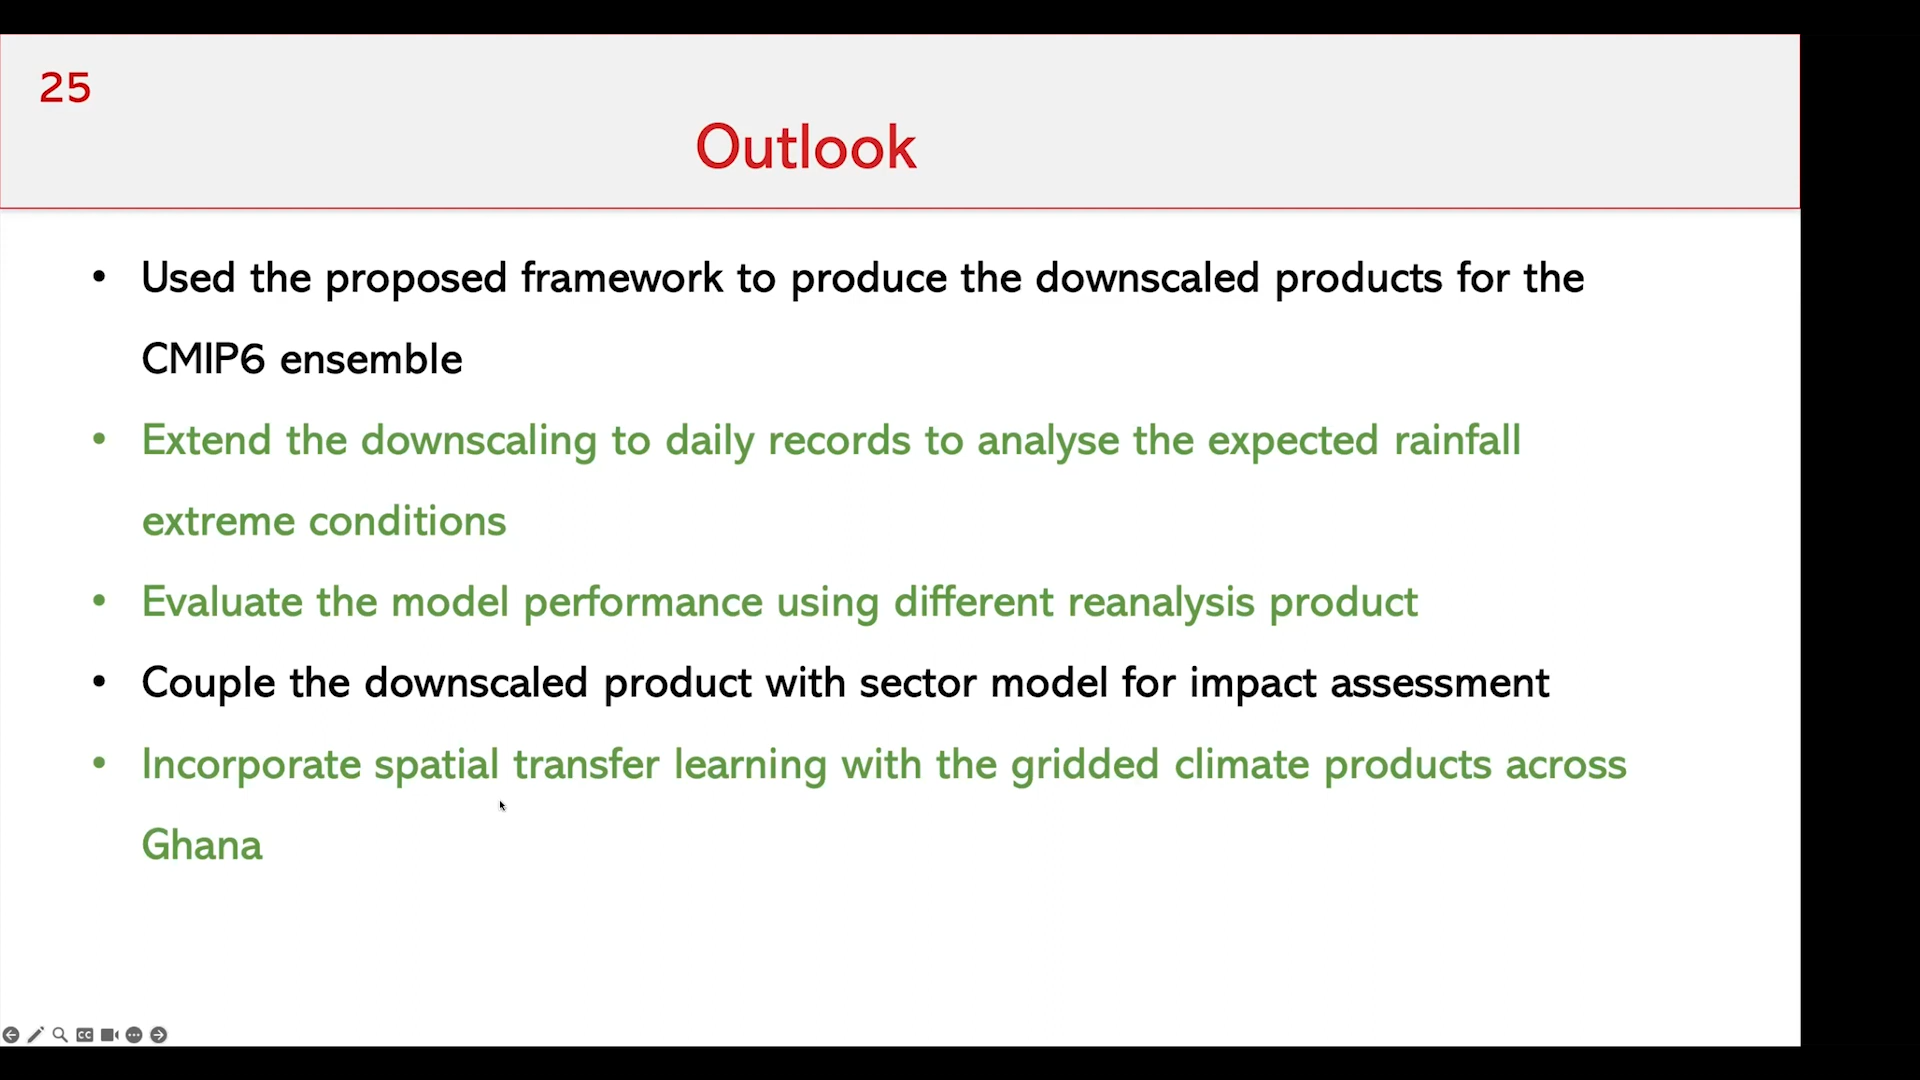 25
Outlook
• Used the proposed framework to produce the downscaled products for the
CMIP6 ensemble
• Extend the downscaling to daily records to analyse the expected rainfall
extreme conditions
• Evaluate the model performance using different reanalysis product
• Couple the downscaled product with sector model for impact assessment
• Incorporate spatial transfer learning with the gridded climate products across
Ghana
CC